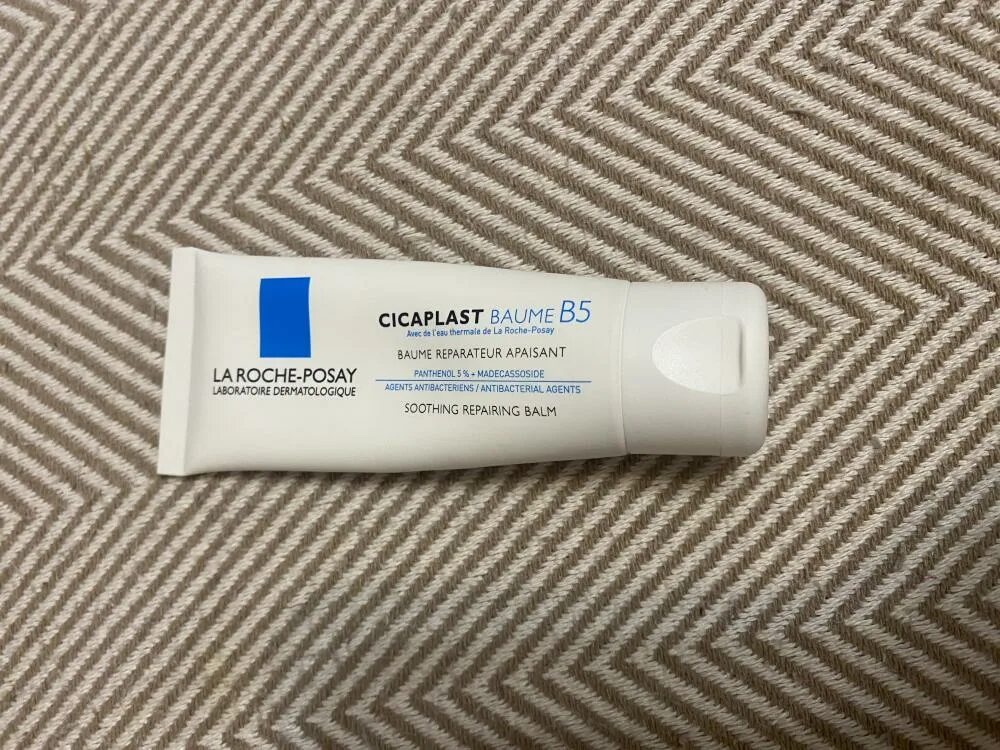 LA ROCHE-POSAY
LABORATOIRE DERMATOLOGIQUE
CICAPLAST BAUME B5
Avec de l'eau thermale de La Roche-Posay
BAUME REPARATEUR APAISANT
PANTHENOL 5 % + MADECASSOSIDE
AGENTS ANTIBACTERIENS / ANTIBACTERIAL AGENTS
SOOTHING REPAIRING BALM